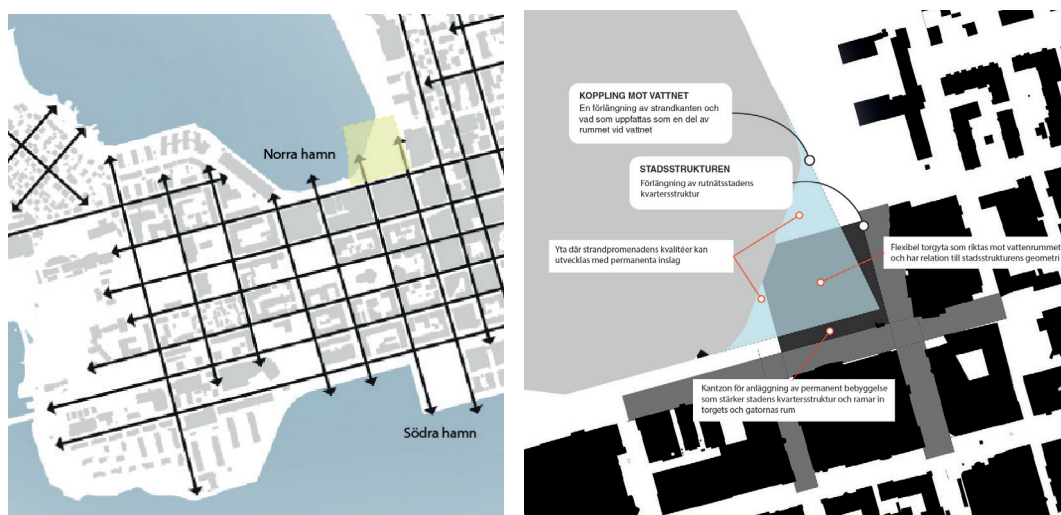 Norra hamn
Södra hamn
KOPPLING MOT VATTNET
En förlängning av strandkanten och
vad som uppfattas som en del av
rummet vid vattnet
STADSSTRUKTUREN
Förlängning av rutnätsstadens
kvartersstruktur
Yta där strandpromenadens kvalitéer kan
utvecklas med permanenta inslag
Flexibel torgyta som riktas mot vattenrummet
och har relation till stadsstrukturens geometri
Kantzon för anläggning av permanent bebyggelse
som stärker stadens kvartersstruktur och ramar in
torgets och gatornas rum